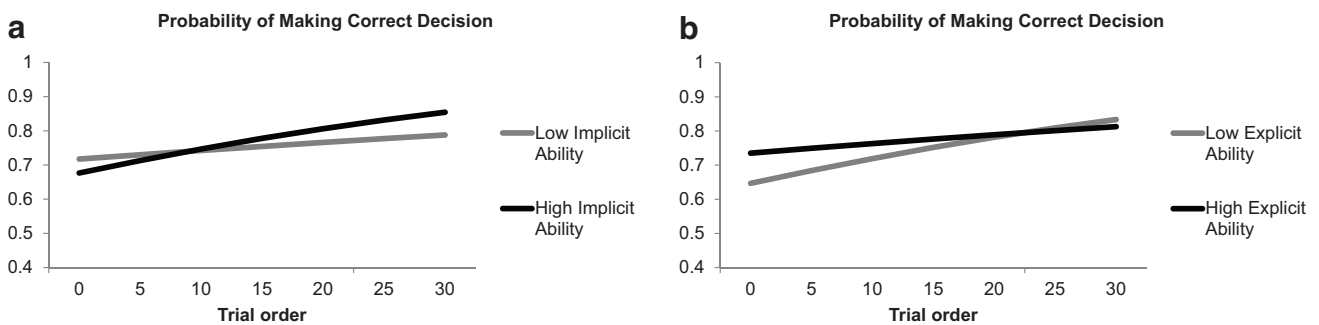 a
Probability of Making Correct Decision
1
0.9
0.8
0.7
0.6
0.5
0.4
0 5 10 15 20 25 30
Trial order
Low Implicit
Ability
High Implicit
Ability
b
Probability of Making Correct Decision
1
0.9
0.8
0.7
0.6
0.5
0.4
0 5 10 15 20 25 30
Trial order
Low Explicit
Ability
High Explicit
Ability